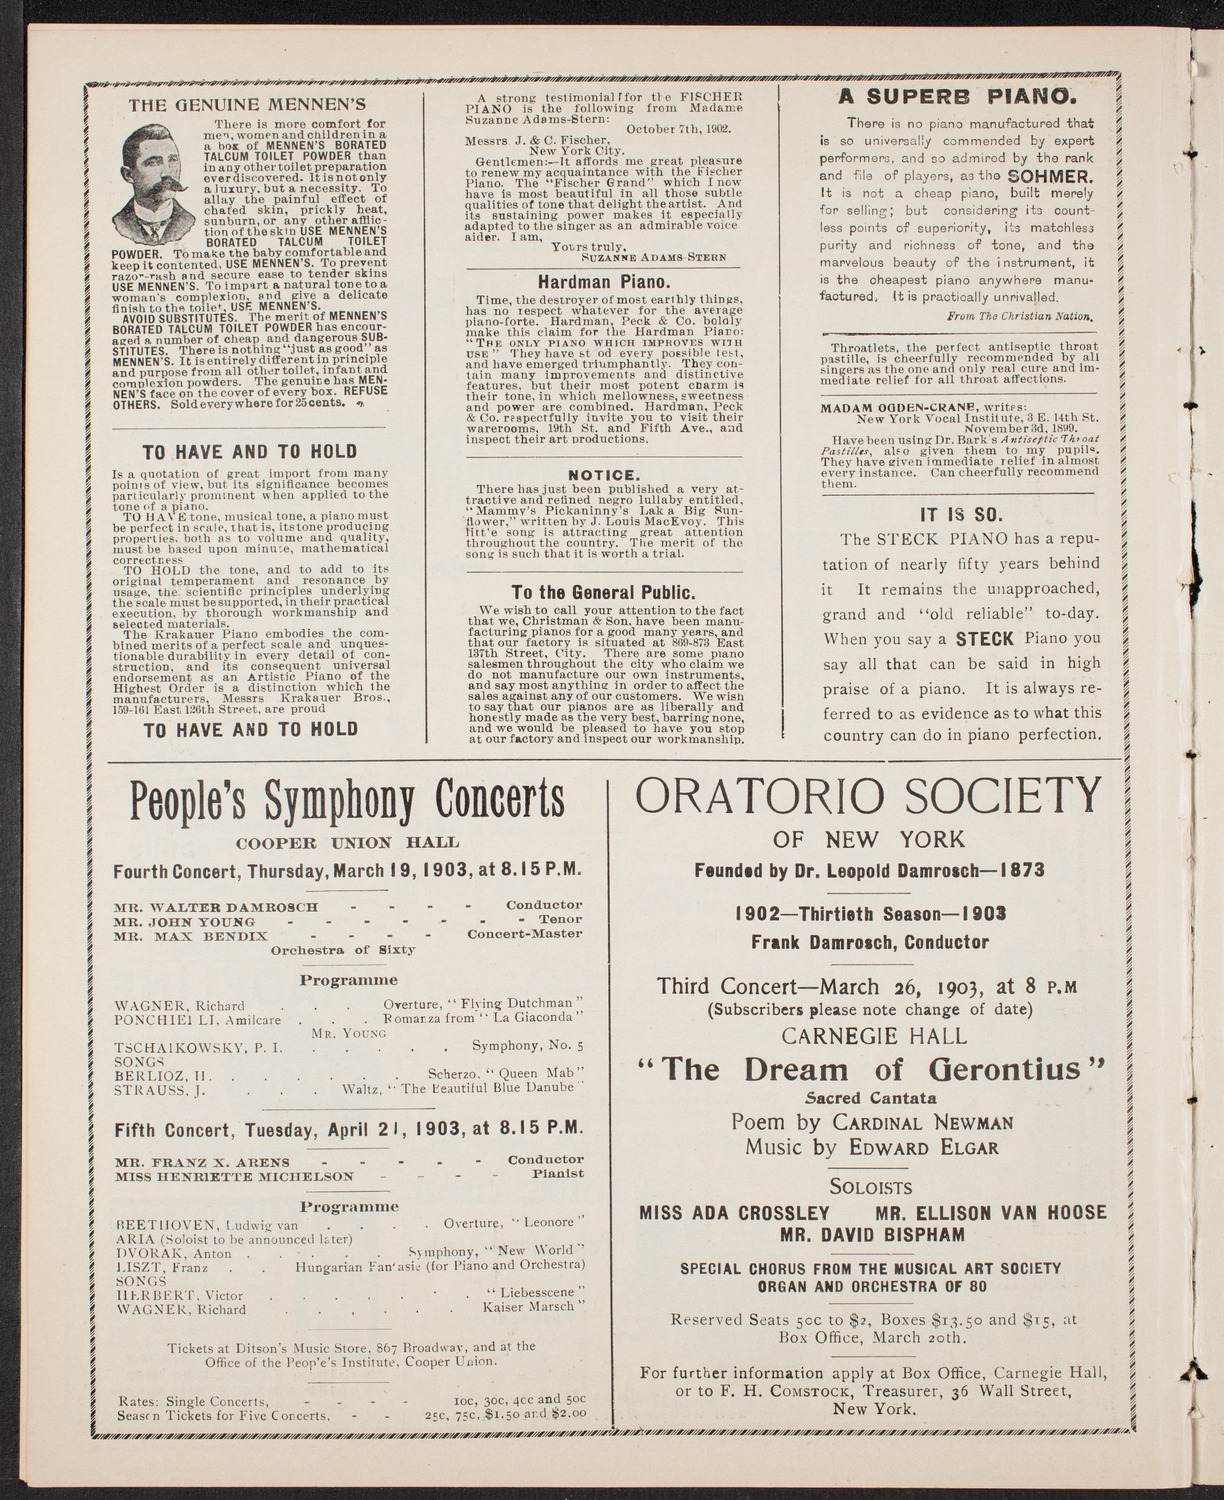 THE GENUINE MENNEN'S
There is more comfort for
men, women and children in a
a box of MENNEN'S BORATED
TALCUM TOILET POWDER than
in any other toilet preparation
ever discovered. It is not only
a luxury, but a necessity. To
allay the painful effect of
chafed skin, prickly heat,
sunburn, or any other afflic-
tion of the skin USE MENNEN'S
BORATED TALCUM TOILET
POWDER. To make the baby comfortable and
keep it contented, USE MENNEN'S. To prevent
razor-rash and secure ease to tender skins
USE MENNEN'S. To impart a natural tone to a
woman's complexion, and give a delicate
finish to the toilet, USE MENNEN'S.
AVOID SUBSTITUTES. The merit of MENNEN'S
BORATED TALCUM TOILET POWDER has encour-
aged a number of cheap and dangerous SUB-
STITUTES. There is nothing "just as good" as
MENNEN'S. It is entirely different in principle
and purpose from all other toilet, infant and
complexion powders. The genuine has MEN-
NEN'S face on the cover of every box. REFUSE
OTHERS. Sold everywhere for 25 cents.
TO HAVE AND TO HOLD
Is a quotation of great import from many
points of view, but its significance becomes
particularly prominent when applied to the
tone of a piano.
TO HAVE tone, musical tone, a piano must
be perfect in scale, that is, its tone producing
properties, both as to volume and quality,
must be based upon minute, mathematical
correctness
TO HOLD the tone, and to add to its
original temperament and resonance by
usage, the scientific principles underlying
the scale must be supported, in their practical
execution, by thorough workmanship and
selected materials.
The Krakauer Piano embodies the com-
bined merits of a perfect scale and unques-
tionable durability in every detail of con-
struction, and its consequent universal
endorsement as an Artistic Piano of the
Highest Order is a distinction which the
manufacturers, Messrs Krakauer Bros.,
159-161 East 126th Street, are proud
TO HAVE AND TO HOLD
A strong testimonial for the FISCHER
PIANO is the following from Madame
Suzanne Adams-Stern:
October 7th, 1902.
Messrs. J. & C. Fischer,
New York City.
Gentlemen:—It affords me great pleasure
to renew my acquaintance with the Fischer
Piano. The "Fischer Grand" which I now
have is most beautiful in all those subtle
qualities of tone that delight the artist. And
its sustaining power makes it especially
adapted to the singer as an admirable voice
aider. I am,
Yours truly,
SUZANNE ADAMS-STERN
Hardman Piano.
Time, the destroyer of most earthly things,
has no respect whatever for the average
piano-forte. Hardman, Peck & Co. boldly
make this claim for the Hardman Piano:
"THE ONLY PIANO WHICH IMPROVES WITH
USE" They have st od every possible test,
and have emerged triumphantly. They con-
tain many improvements and distinctive
features, but their most potent charm is
their tone, in which mellowness, sweetness
and power are combined. Hardman, Peck
& Co. respectfully invite you to visit their
warerooms, 19th St. and Fifth Ave., and
inspect their art productions.
NOTICE.
There has just been published a very at-
tractive and refined negro lullaby entitled,
"Mammy's Pickaninny's Lak a Big Sun-
flower," written by J. Louis MacEvoy. This
little song is attracting great attention
throughout the country. The merit of the
song is such that it is worth a trial.
To the General Public.
We wish to call your attention to the fact
that we, Christman & Son, have been manu-
facturing pianos for a good many years, and
that our factory is situated at 869-873 East
137th Street, City. There are some piano
salesmen throughout the city who claim we
do not manufacture our own instruments,
and say most anything in order to affect the
sales against any of our customers. We wish
to say that our pianos are as liberally and
honestly made as the very best, barring none,
and we would be pleased to have you stop
at our factory and inspect our workmanship.
A SUPERB PIANO.
There is no piano manufactured that
is so universally commended by expert
performers, and so admired by the rank
and file of players, as the SOHMER.
It is not a cheap piano, built merely
for selling; but considering its count-
less points of superiority, its matchless
purity and richness of tone, and the
marvelous beauty of the instrument, it
is the cheapest piano anywhere manu-
factured, It is practically unrivalled.
From The Christian Nation.
Throatlets, the perfect antiseptic throat
pastille, is cheerfully recommended by all
singers as the one and only real cure and im-
mediate relief for all throat affections.
MADAM OGDEN-CRANE, writes:
New York Vocal Institute, 3 E. 14th St.
November 3d, 1899.
Have been using Dr. Bark's Antiseptic Throat
Pastilles, also given them to my pupils.
They have given immediate relief in almost
every instance. Can cheerfully recommend
them.
IT IS SO.
The STECK PIANO has a repu-
tation of nearly fifty years behind
it It remains the unapproached,
grand and "old reliable" to-day.
When you say a STECK Piano you
say all that can be said in high
praise of a piano. It is always re-
ferred to as evidence as to what this
country can do in piano perfection.
People's Symphony Concerts
COOPER UNION HALL
Fourth Concert, Thursday, March 19, 1903, at 8.15 P.M.
MR. WALTER DAMROSCH - - - - Conductor
MR. JOHN YOUNG - - - - - - - Tenor
MR. MAX BENDIX - - - - Concert-Master
Orchestra of Sixty
Programme
WAGNER, Richard . . . Overture, "Flying Dutchman"
PONCHIELLI, Amilcare . . . Romanza from "La Giaconda"
MR. YOUNG
TSCHAIKOWSKY, P. I. . . . . . Symphony, No. 5
SONGS
BERLIOZ, H. . . . . . . Scherzo, "Queen Mab"
STRAUSS, J. . . . Waltz, "The Beautiful Blue Danube"
Fifth Concert, Tuesday, April 21, 1903, at 8.15 P.M.
MR. FRANZ X. ARENS - - - - - Conductor
MISS HENRIETTE MICHELSON - - - - Pianist
Programme
BEETHOVEN, Ludwig van . . . . Overture, "Leonore"
ARIA (Soloist to be announced later)
DVORAK, Anton . . . . . Symphony, "New World"
LISZT, Franz . . Hungarian Fantasie (for Piano and Orchestra)
SONGS
HERBERT, Victor . . . . . . . "Liebesscene"
WAGNER, Richard . . . . . . Kaiser Marsch"
Tickets at Ditson's Music Store, 867 Broadway, and at the
Office of the People's Institute, Cooper Union.
Rates: Single Concerts, - - - - 10c, 30c, 40c and 50c
Season Tickets for Five Concerts, - - 25c, 75c, $1.50 and $2.00
ORATORIO SOCIETY
OF NEW YORK
Founded by Dr. Leopold Damrosch—1873
1902—Thirtieth Season—1903
Frank Damrosch, Conductor
Third Concert—March 26, 1903, at 8 P.M
(Subscribers please note change of date)
CARNEGIE HALL
"The Dream of Gerontius"
Sacred Cantata
Poem by CARDINAL NEWMAN
Music by EDWARD ELGAR
SOLOISTS
MISS ADA CROSSLEY MR. ELLISON VAN HOOSE
MR. DAVID BISPHAM
SPECIAL CHORUS FROM THE MUSICAL ART SOCIETY
ORGAN AND ORCHESTRA OF 80
Reserved Seats 50c to $2, Boxes $13.50 and $15, at
Box Office, March 20th.
For further information apply at Box Office, Carnegie Hall,
or to F. H. COMSTOCK, Treasurer, 36 Wall Street,
New York.